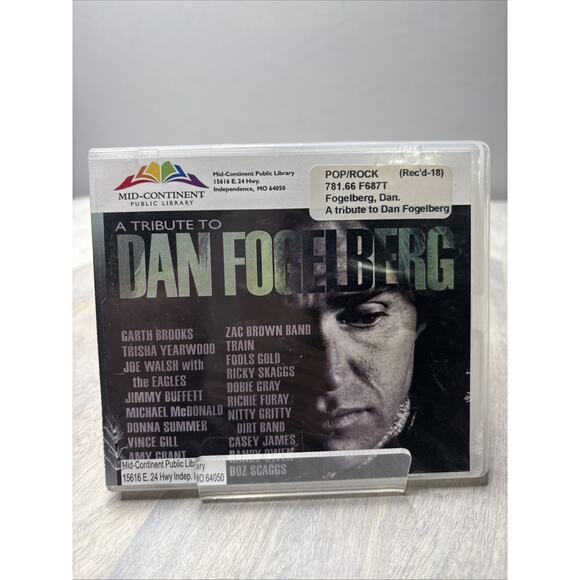 MID-CONTINENT
PUBLIC LIBRARY
Mid-Continent Public Library
15616 E. 24 Hwy.
Independence, MO 64050
POP/ROCK (Rec'd-18)
781.66 F687T
Fogelberg, Dan.
A tribute to Dan Fogelberg
A TRIBUTE TO
DAN FOGELBERG
GARTH BROOKS
TRISHA YEARWOOD
JOE WALSH with
the EAGLES
JIMMY BUFFETT
MICHAEL McDONALD
DONNA SUMMER
VINCE GILL
AMY GRANT
ZAC BROWN BAND
TRAIN
FOOLS GOLD
RICKY SKAGGS
DOBIE GRAY
RICHIE FURAY
NITTY GRITTY
DIRT BAND
CASEY JAMES
RANDY OWEN
BOZ SCAGGS
Mid-Continent Public Library
15616 E. 24 Hwy Indep. MO 64050